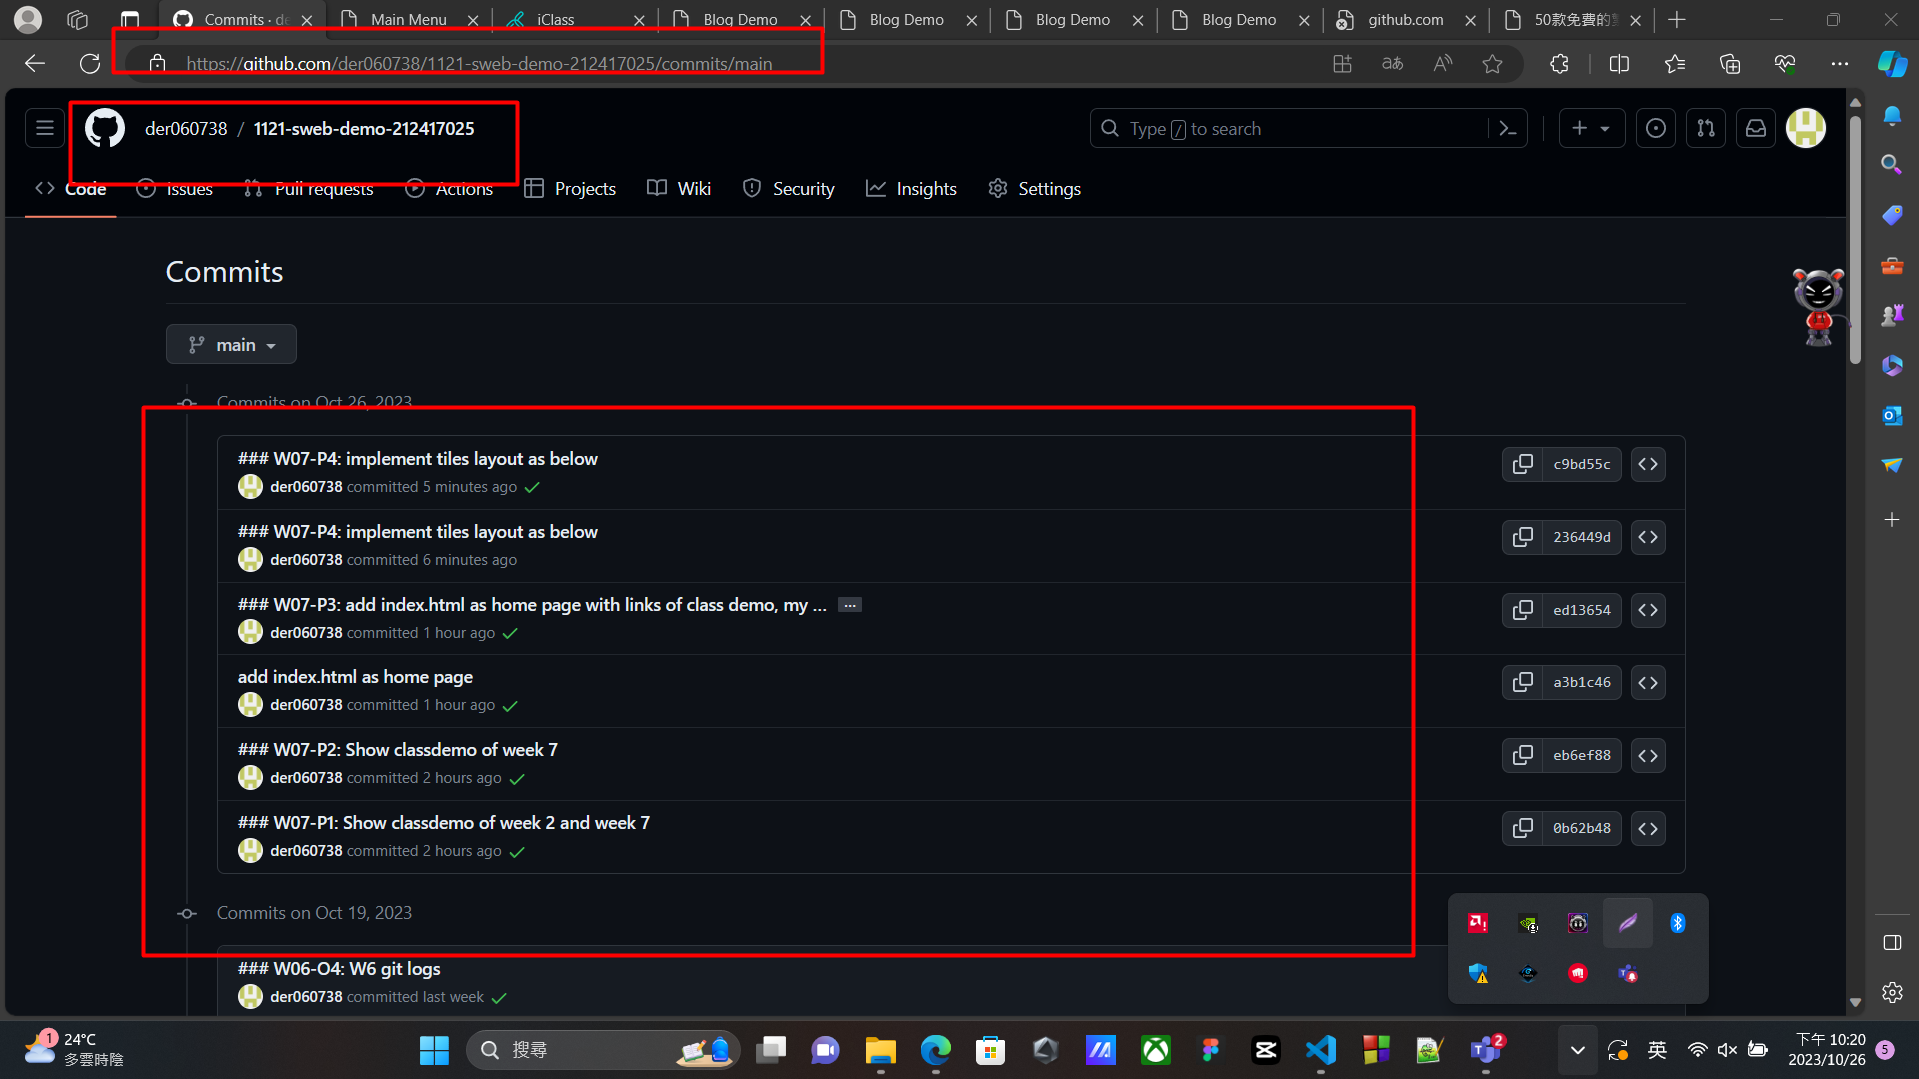 Commits · de
Main Menu
iClass
Blog Demo
Blog Demo
Blog Demo
Blog Demo
github.com
50款免費的
https://github.com/der060738/1121-sweb-demo-212417025/commits/main
der060738 / 1121-sweb-demo-212417025
Type / to search
Code
Issues
Pull requests
Actions
Projects
Wiki
Security
Insights
Settings
Commits
main
Commits on Oct 26, 2023
### W07-P4: implement tiles layout as below
c9bd55c
der060738 committed 5 minutes ago
### W07-P4: implement tiles layout as below
236449d
der060738 committed 6 minutes ago
### W07-P3: add index.html as home page with links of class demo, my ...
ed13654
der060738 committed 1 hour ago
add index.html as home page
a3b1c46
der060738 committed 1 hour ago
### W07-P2: Show classdemo of week 7
eb6ef88
der060738 committed 2 hours ago
### W07-P1: Show classdemo of week 2 and week 7
0b62b48
der060738 committed 2 hours ago
Commits on Oct 19, 2023
### W06-O4: W6 git logs
der060738 committed last week
1
24°C
多雲時陰
搜尋
2
英
下午 10:20
2023/10/26
5